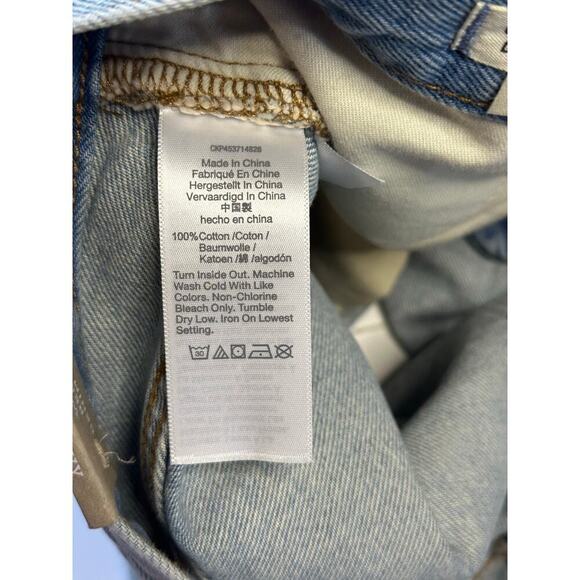 CKP453714828
Made In China
Fabriqué En Chine
Hergestellt In China
Vervaardigd In China
中国製
hecho en china
100%Cotton /Coton /
Baumwolle /
Katoen /綿 /algodón
Turn Inside Out. Machine
Wash Cold With Like
Colors. Non-Chlorine
Bleach Only. Tumble
Dry Low. Iron On Lowest
Setting.
30